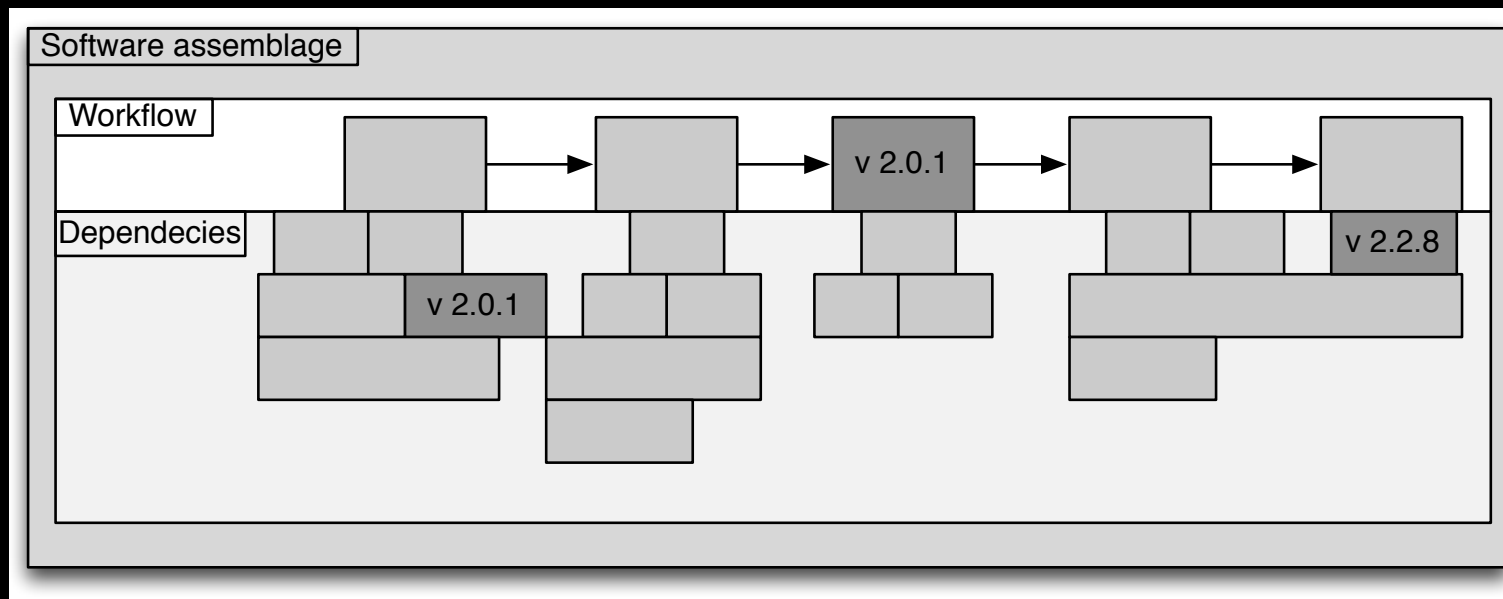 Software assemblage
Workflow
v 2.0.1
Dependecies
v 2.2.8
v 2.0.1